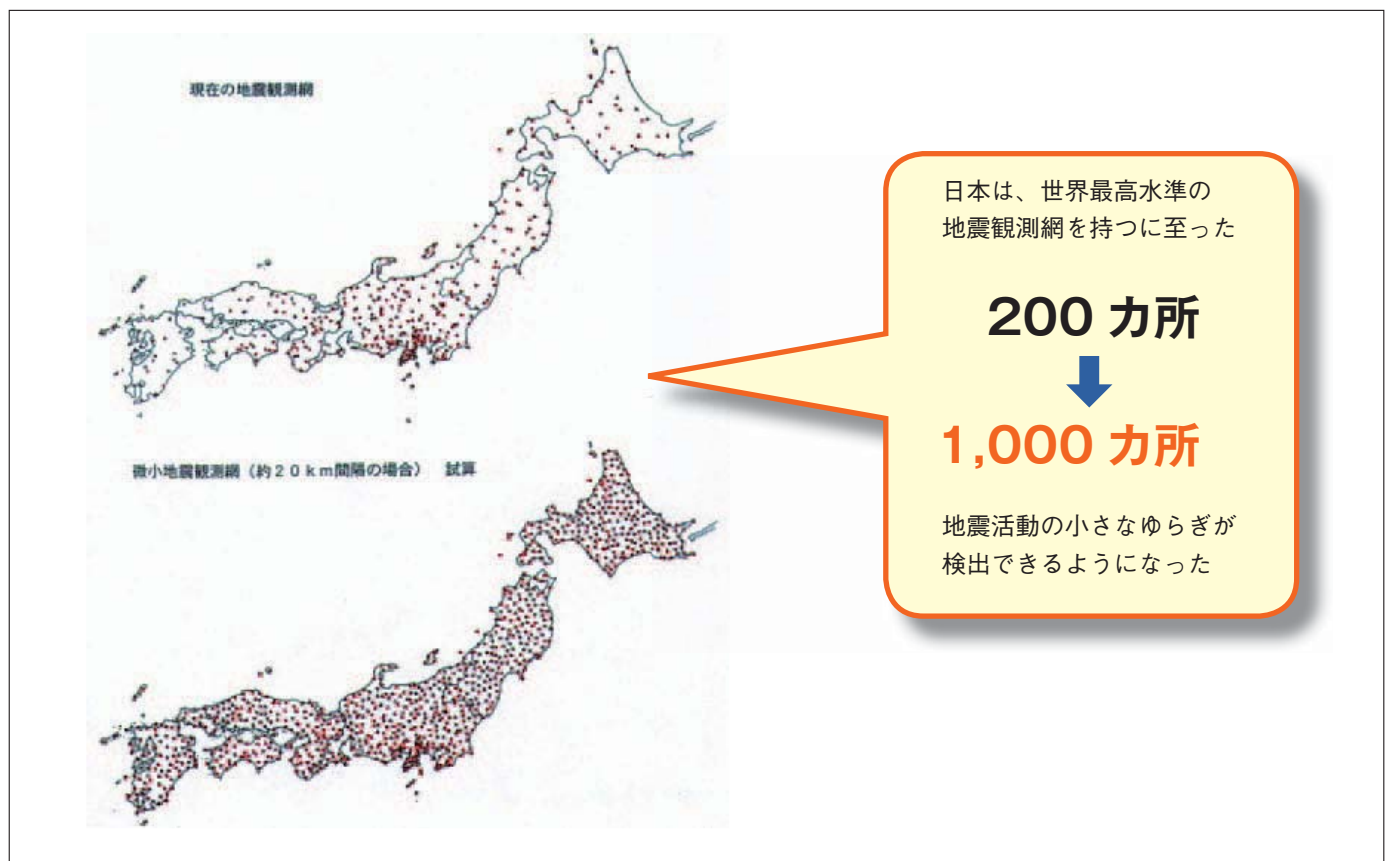 現在の地震観測網
微小地震観測網(約20km間隔の場合) 試算
日本は、世界最高水準の
地震観測網を持つに至った
200 カ所
1,000 カ所
地震活動の小さなゆらぎが
検出できるようになった